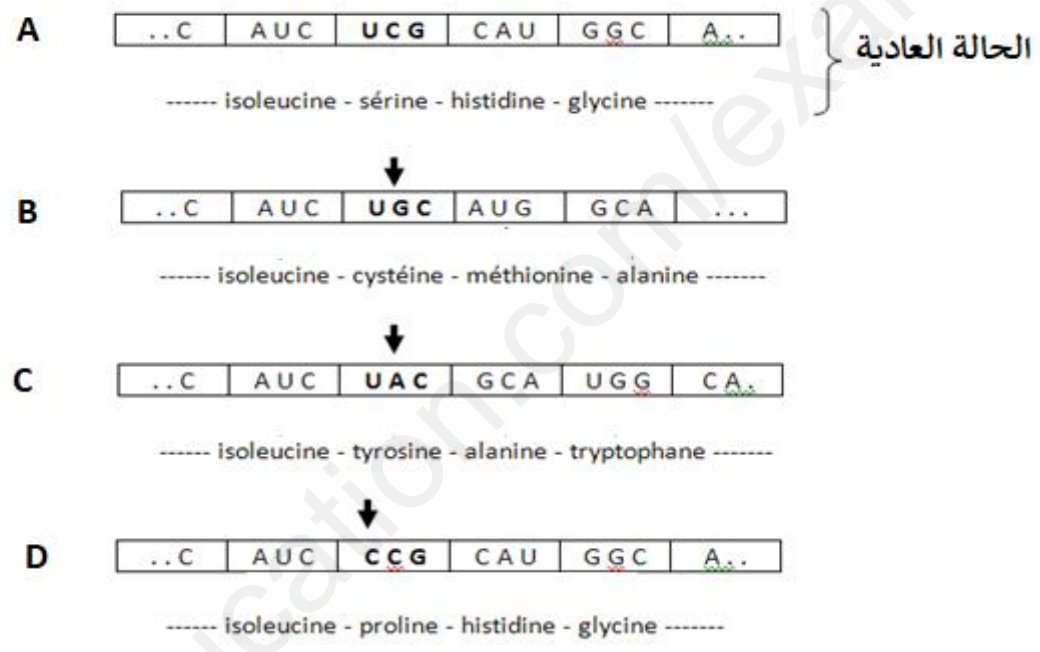 A ..C AUC UCG CAU GGC A.. الحالة العادية
------ isoleucine - sérine - histidine - glycine -------
B ..C AUC UGC AUG GCA ...
------ isoleucine - cystéine - méthionine - alanine -------
C ..C AUC UAC GCA UGG CA.
------ isoleucine - tyrosine - alanine - tryptophane -------
D ..C AUC CCG CAU GGC A..
------ isoleucine - proline - histidine - glycine -------